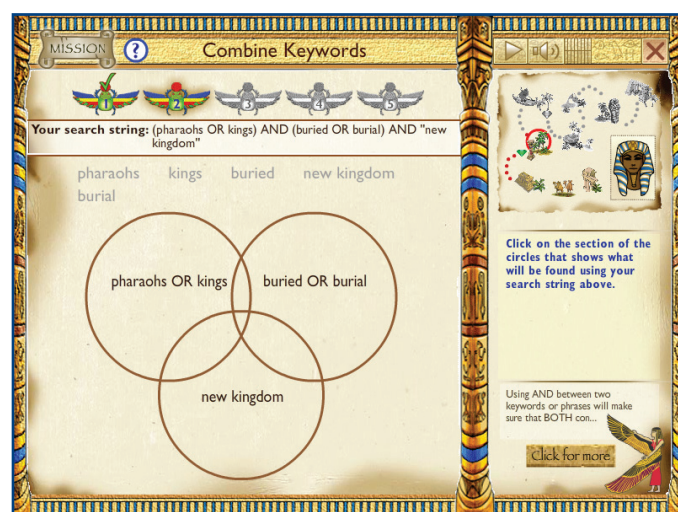 MISSION
?
Combine Keywords
1 2 3 4 5
Your search string: (pharaohs OR kings) AND (buried OR burial) AND "new
kingdom"
pharaohs kings buried new kingdom
burial
pharaohs OR kings
buried OR burial
new kingdom
Click on the section of the
circles that shows what
will be found using your
search string above.
Using AND between two
keywords or phrases will make
sure that BOTH con...
Click for more